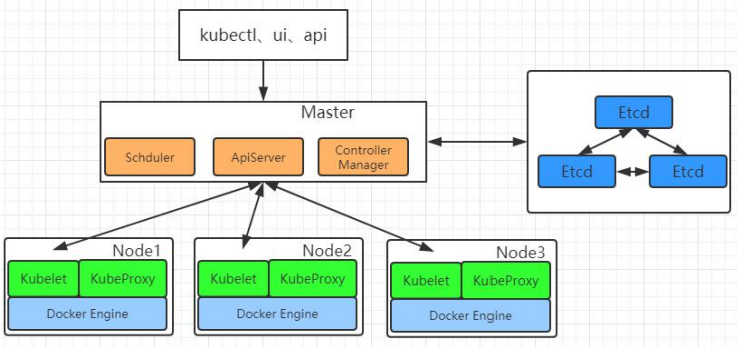 kubectl、ui、api
Master
Schduler
ApiServer
Controller
Manager
Etcd
Etcd
Etcd
Node1
Kubelet
KubeProxy
Docker Engine
Node2
Kubelet
KubeProxy
Docker Engine
Node3
Kubelet
KubeProxy
Docker Engine